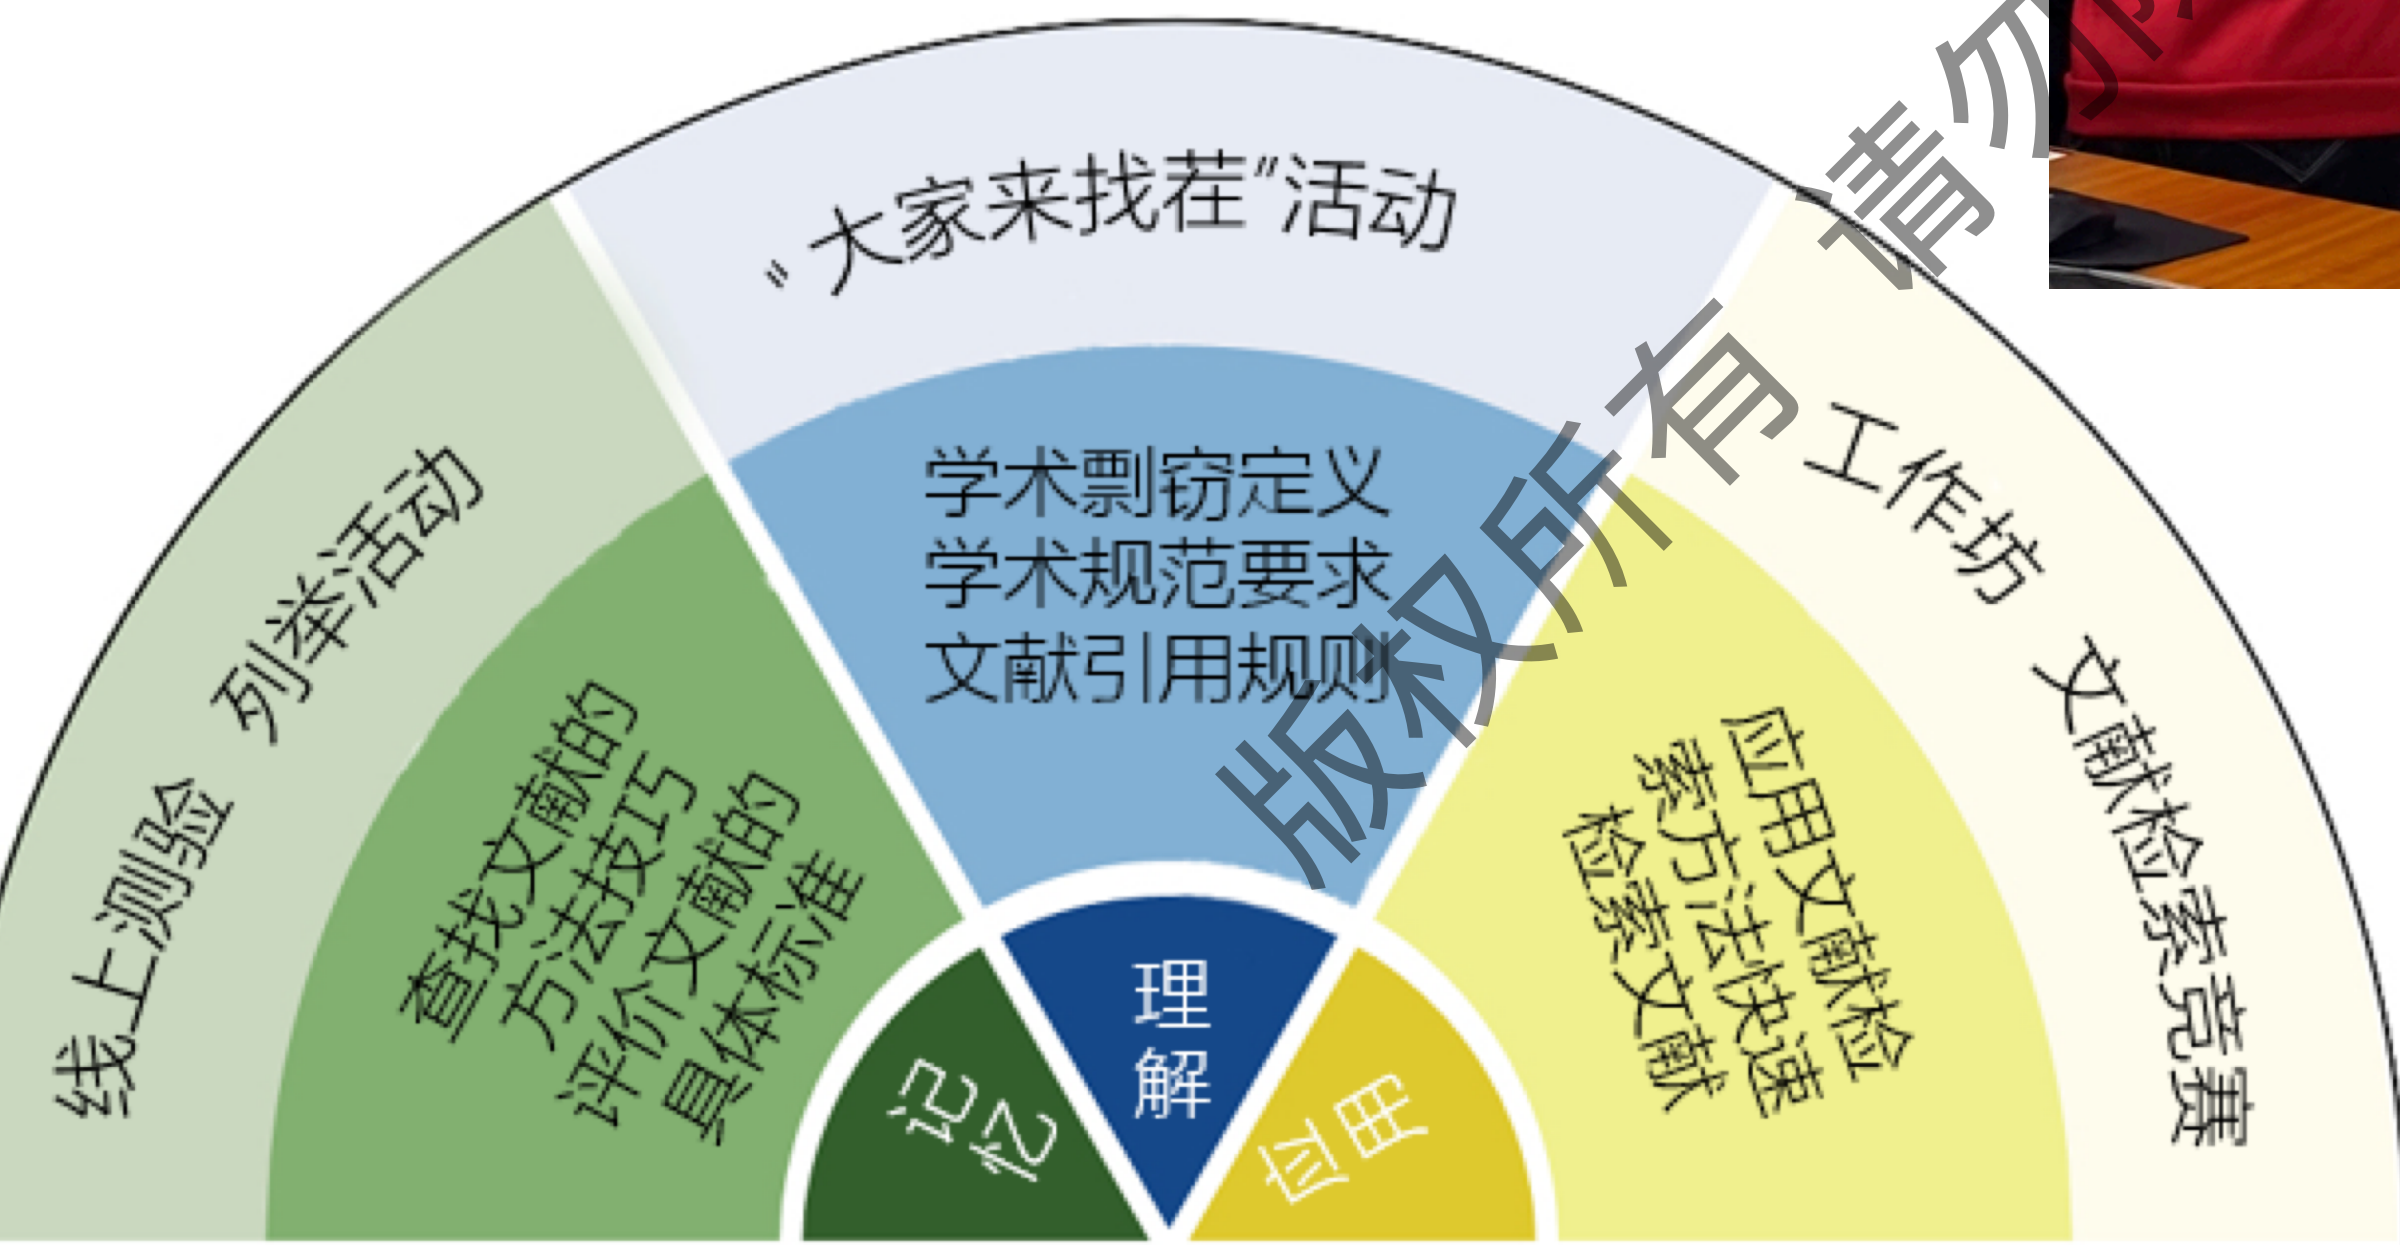 "大家来找茬"活动
学术剽窃定义
学术规范要求
文献引用规则
理解
线上测验 列举活动
查找文献的
方法技巧
评价文献的
具体标准
记忆
工作坊 文献检索竞赛
应用文献检
索方法快速
检索文献
应用
版权所有 请勿